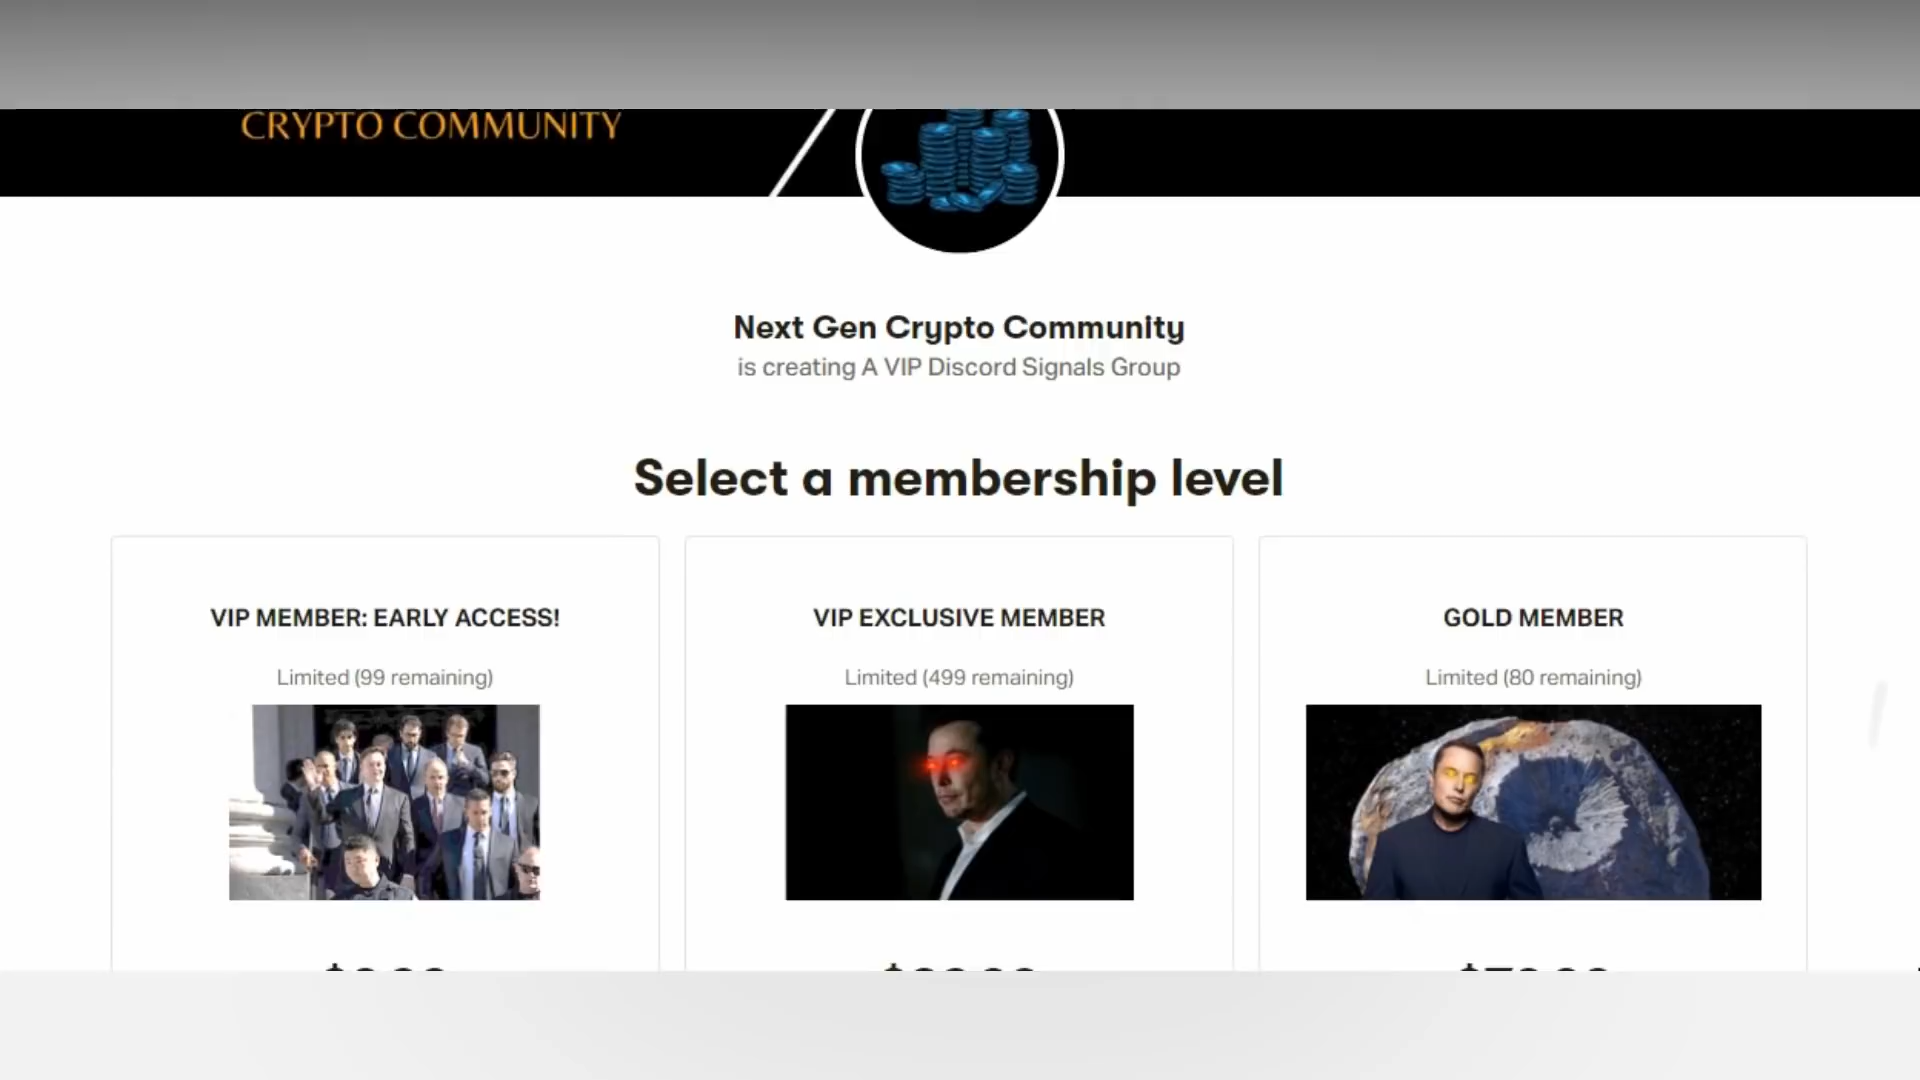 CRYPTO COMMUNITY
Next Gen Crypto Community
is creating A VIP Discord Signals Group
Select a membership level
VIP MEMBER: EARLY ACCESS!
Limited (99 remaining)
VIP EXCLUSIVE MEMBER
Limited (499 remaining)
GOLD MEMBER
Limited (80 remaining)